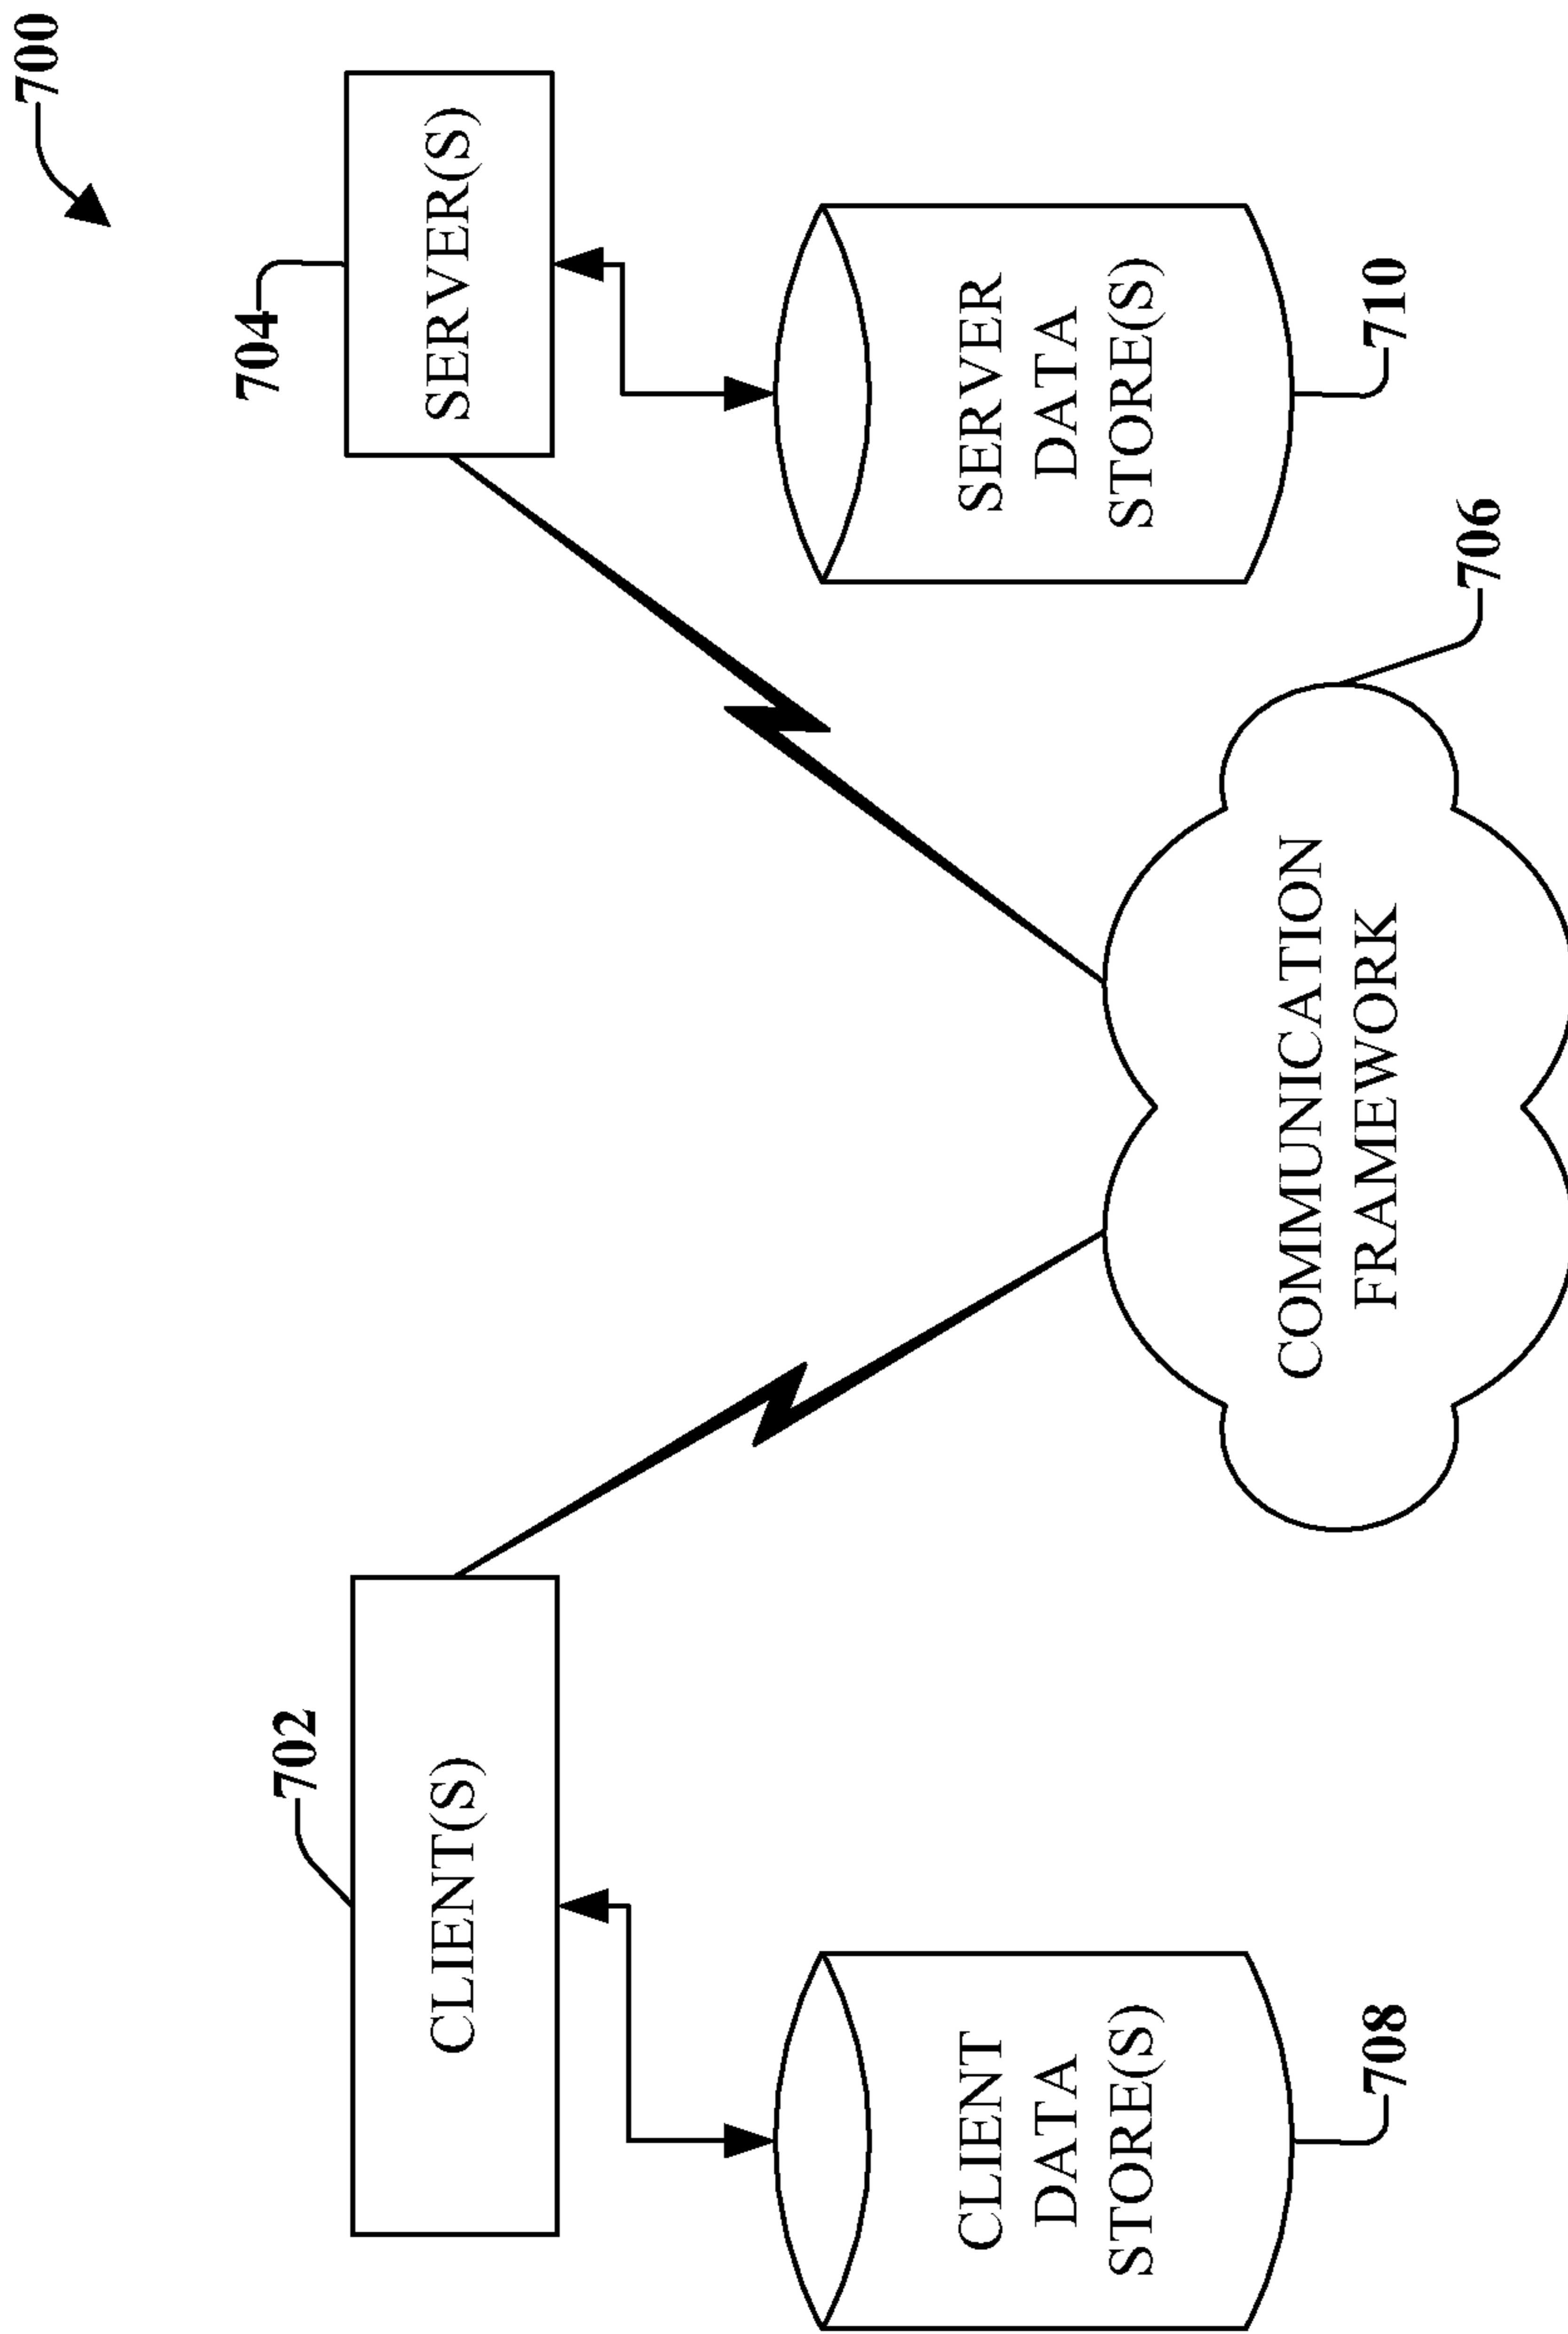 700
702
704
CLIENT(S)
SERVER(S)
CLIENT
DATA
STORE(S)
SERVER
DATA
STORE(S)
COMMUNICATION
FRAMEWORK
708
710
706